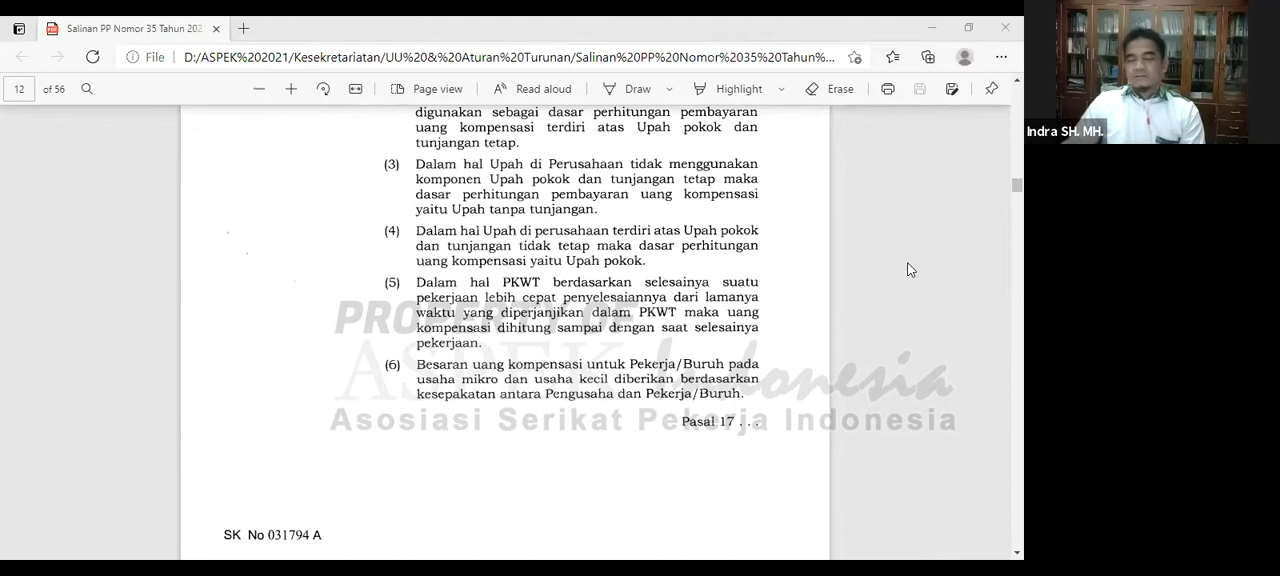 Salinan PP Nomor 35 Tahun 202
File
D:/ASPEK%202021/Kesekretariatan/UU%20&%20Aturan%20Turunan/Salinan%20PP%20Nomor%2035%20Tahun%...
12 of 56
Page view
Read aloud
Draw
Highlight
Erase
Indra SH. MH.
digunakan sebagai dasar perhitungan pembayaran
uang kompensasi terdiri atas Upah pokok dan
tunjangan tetap.
(3) Dalam hal Upah di Perusahaan tidak menggunakan
komponen Upah pokok dan tunjangan tetap maka
dasar perhitungan pembayaran uang kompensasi
yaitu Upah tanpa tunjangan.
(4) Dalam hal Upah di perusahaan terdiri atas Upah pokok
dan tunjangan tidak tetap maka dasar perhitungan
uang kompensasi yaitu Upah pokok.
(5) Dalam hal PKWT berdasarkan selesainya suatu
pekerjaan lebih cepat penyelesaiannya dari lamanya
waktu yang diperjanjikan dalam PKWT maka uang
kompensasi dihitung sampai dengan saat selesainya
pekerjaan.
(6) Besaran uang kompensasi untuk Pekerja/Buruh pada
usaha mikro dan usaha kecil diberikan berdasarkan
kesepakatan antara Pengusaha dan Pekerja/Buruh.
PROPERTY OF
ASPEK Indonesia
Asosiasi Serikat Pekerja Indonesia
Pasal 17 . . .
SK No 031794 A